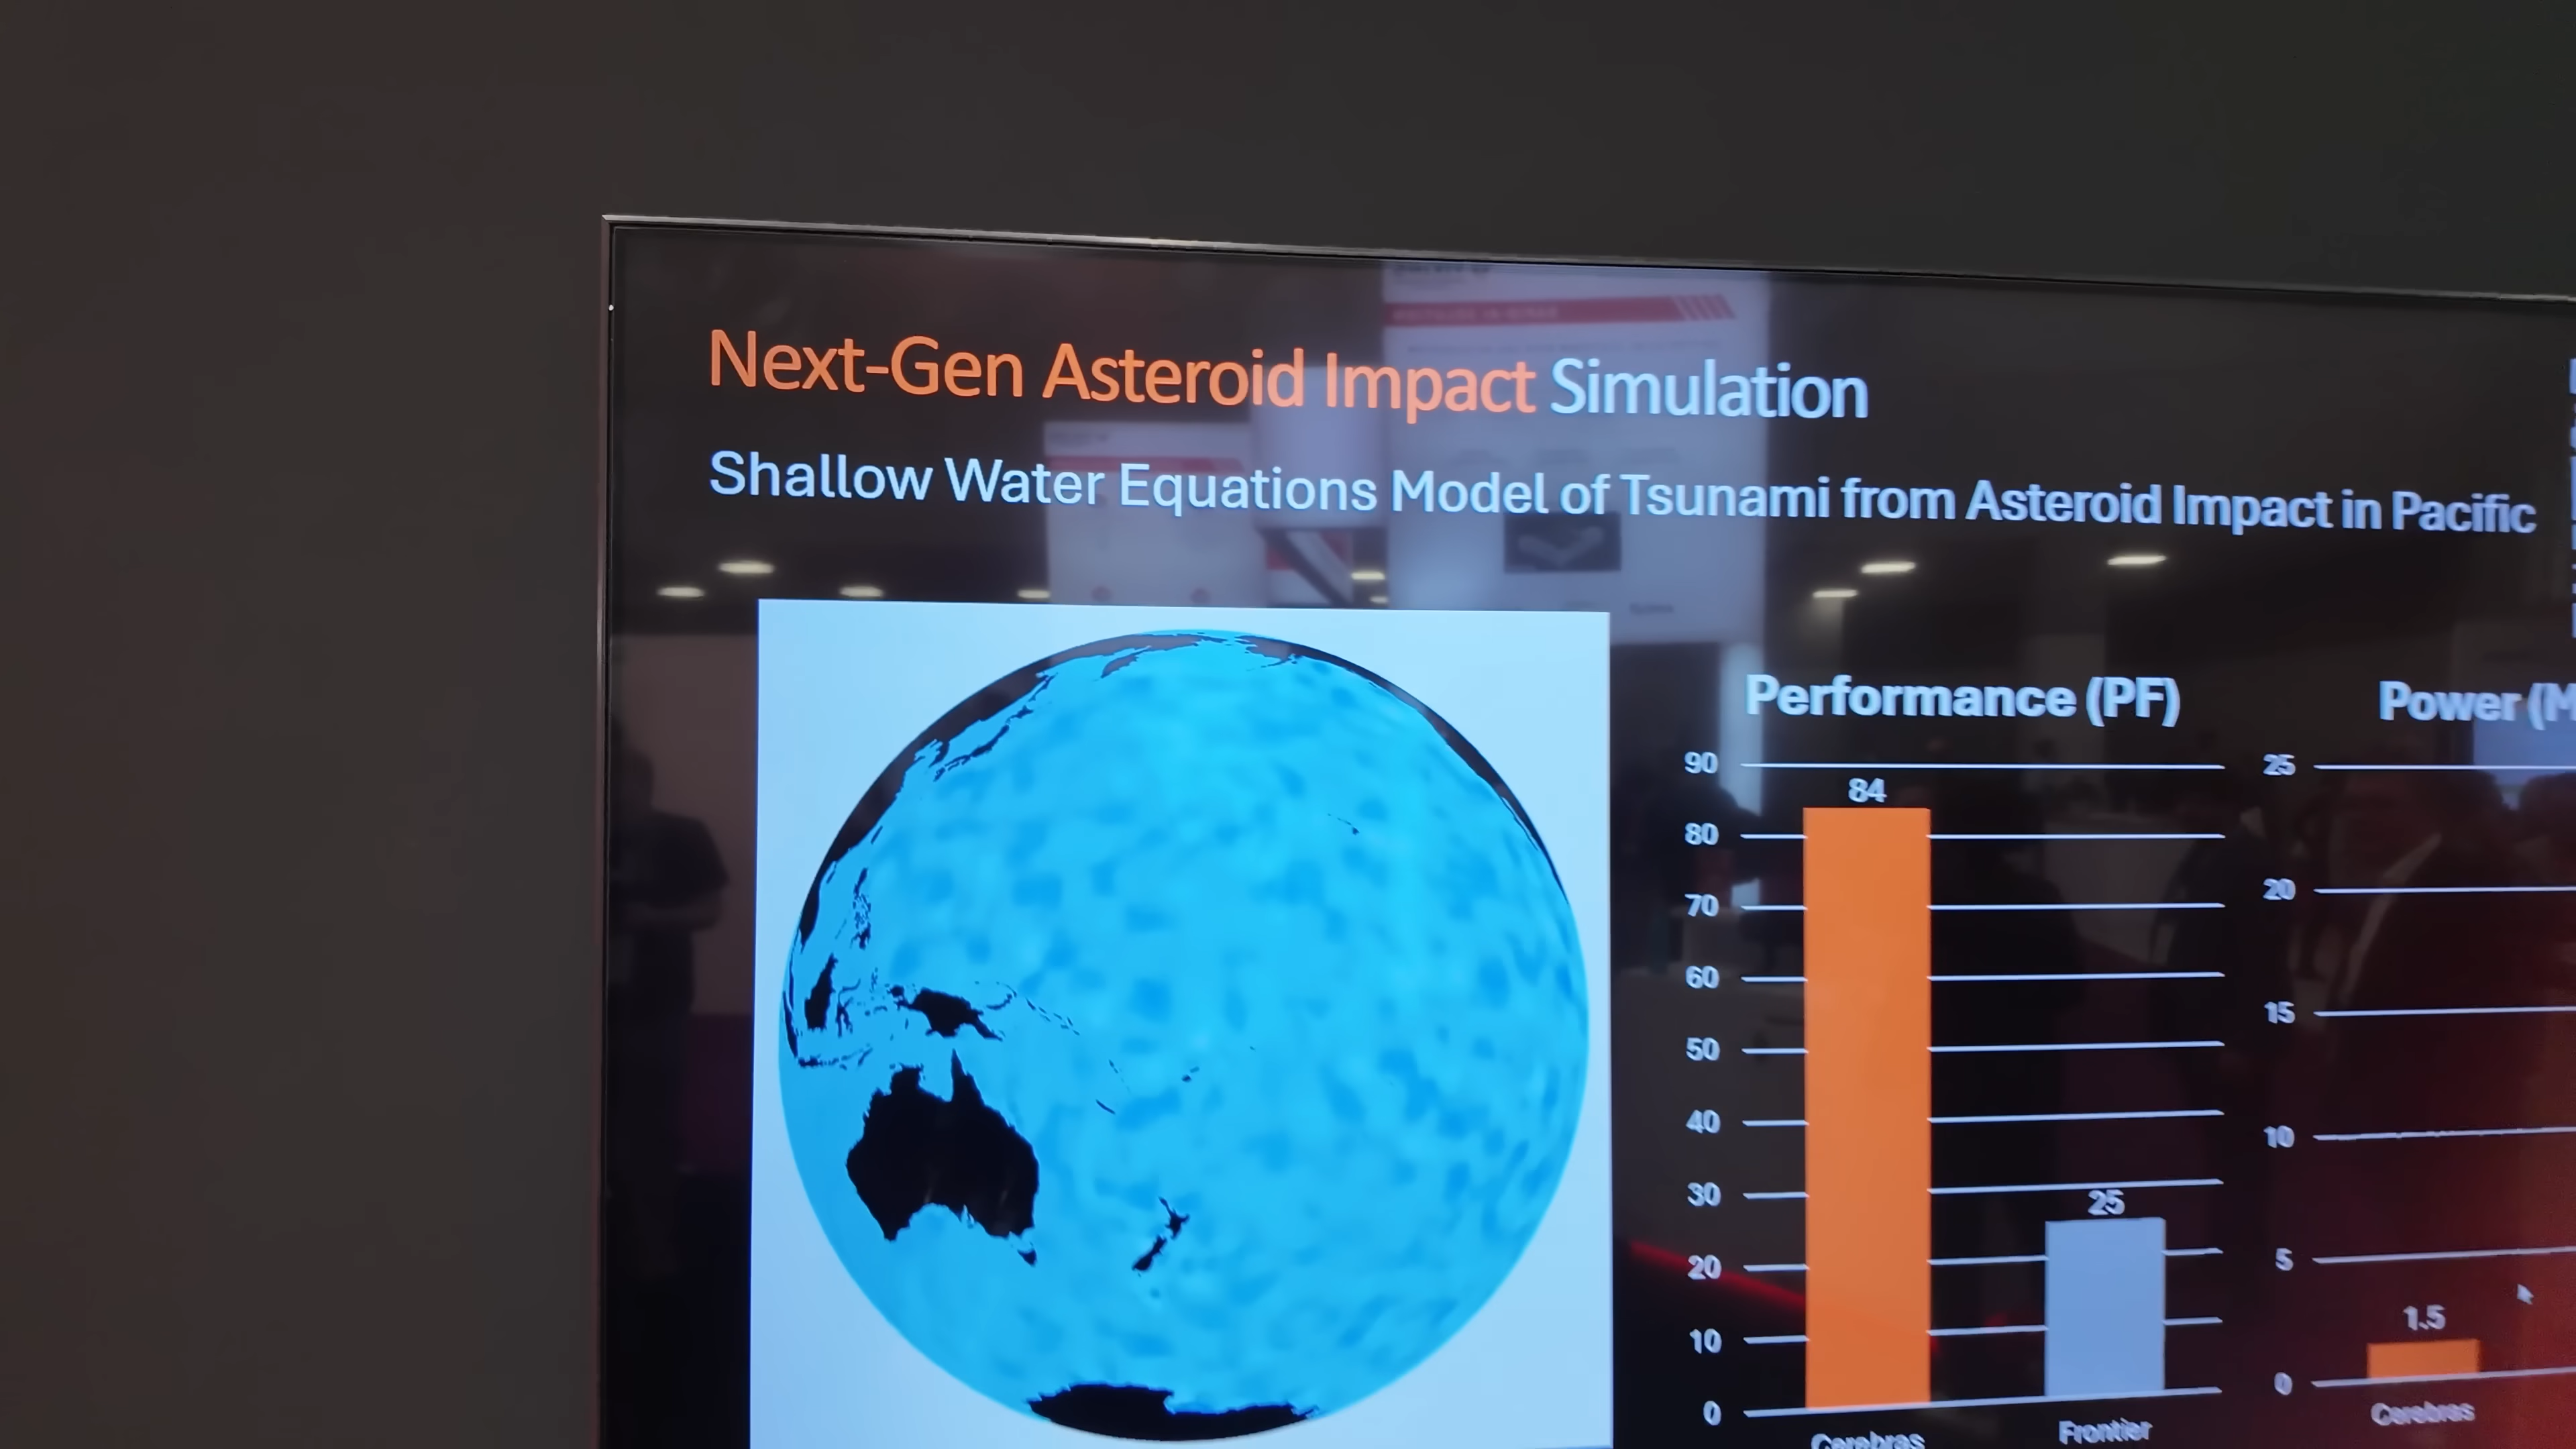 Next-Gen Asteroid Impact Simulation
Shallow Water Equations Model of Tsunami from Asteroid Impact in Pacific
Performance (PF)
90
84
80
70
60
50
40
30
25
20
10
0
Cerebras
Frontier
Power (M
25
20
15
10
5
1.5
0
Cerebras